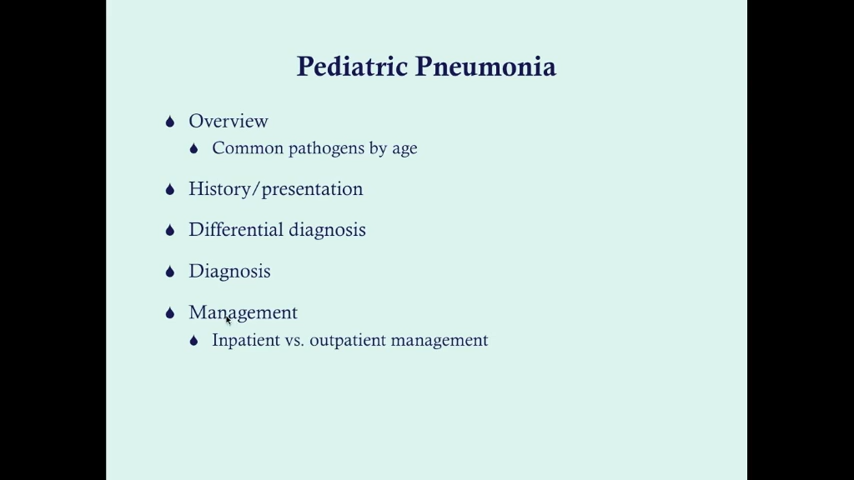 Pediatric Pneumonia
Overview
Common pathogens by age
History/presentation
Differential diagnosis
Diagnosis
Management
Inpatient vs. outpatient management